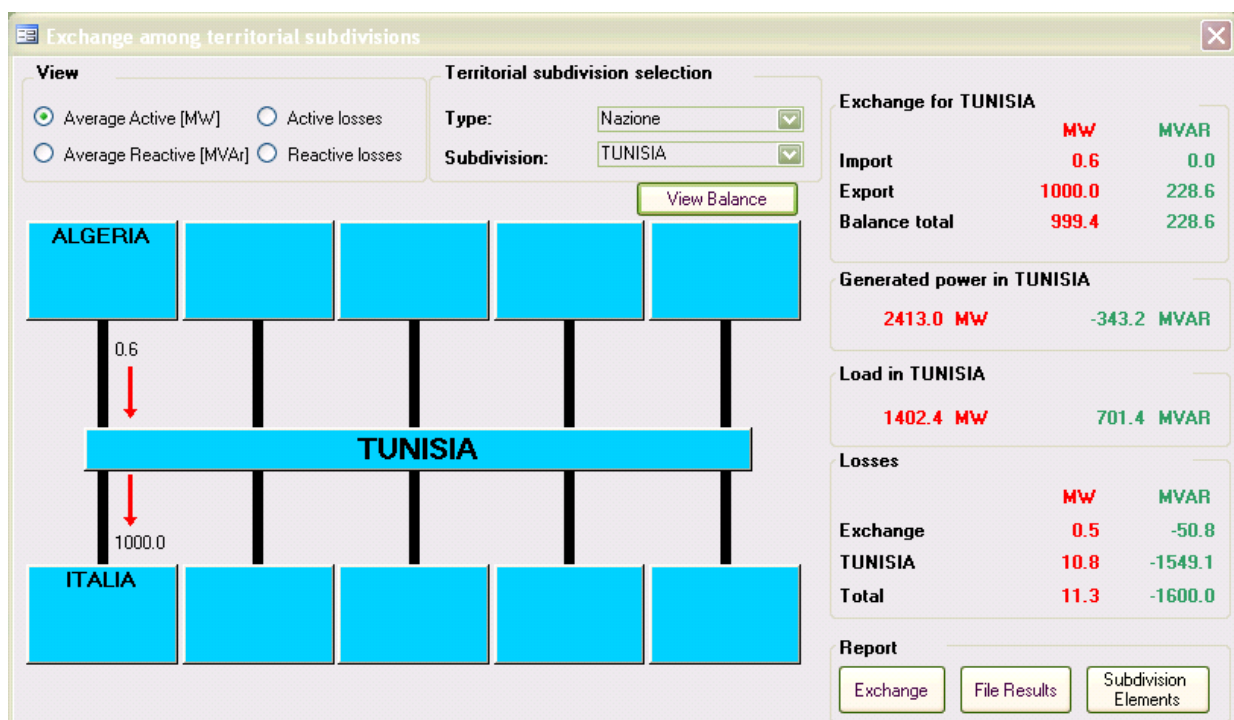 Exchange among territorial subdivisions
View
Average Active [MW] Active losses
Average Reactive [MVAr] Reactive losses
Territorial subdivision selection
Type: Nazione
Subdivision: TUNISIA
View Balance
ALGERIA
0.6
TUNISIA
1000.0
ITALIA
Exchange for TUNISIA
MW MVAR
Import 0.6 0.0
Export 1000.0 228.6
Balance total 999.4 228.6
Generated power in TUNISIA
2413.0 MW -343.2 MVAR
Load in TUNISIA
1402.4 MW 701.4 MVAR
Losses
MW MVAR
Exchange 0.5 -50.8
TUNISIA 10.8 -1549.1
Total 11.3 -1600.0
Report
Exchange File Results Subdivision
Elements